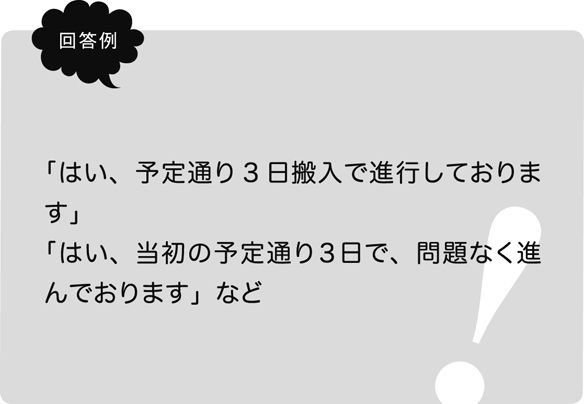 回答例
「はい、予定通り3日搬入で進行しておりま
す」
「はい、当初の予定通り3日で、問題なく進
んでおります」など